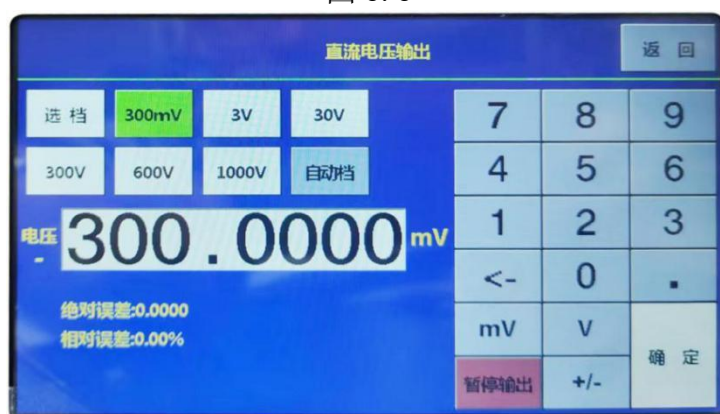 直流电压输出
返 回
选 档 300mV 3V 30V
300V 600V 1000V 自动档
电压 - 300.0000 mV
绝对误差:0.0000
相对误差:0.00%
7 8 9
4 5 6
1 2 3
<- 0 .
mV V
确 定
暂停输出 +/-